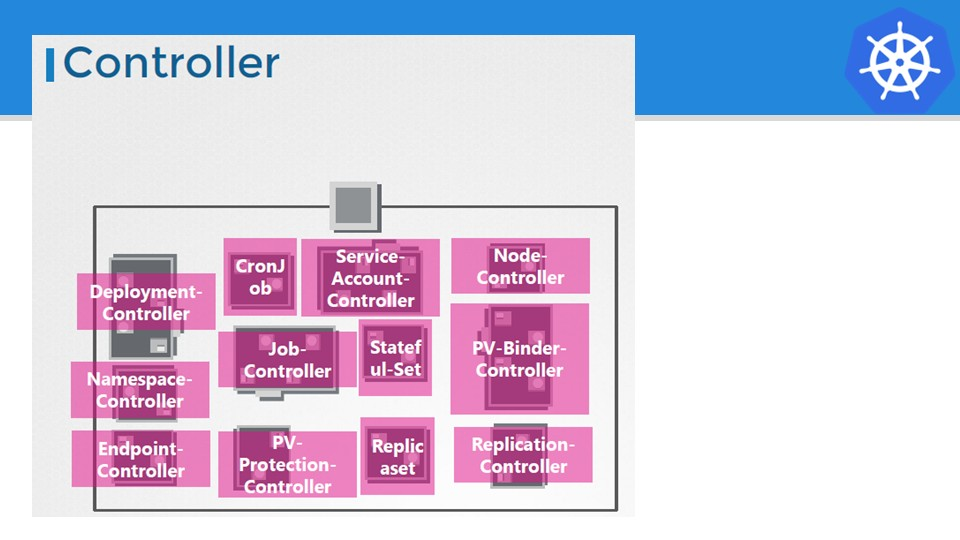 Controller
CronJ
ob
Service-
Account-
Controller
Node-
Controller
Deployment-
Controller
Job-
Controller
Statef
ul-Set
PV-Binder-
Controller
Namespace-
Controller
Endpoint-
Controller
PV-
Protection-
Controller
Replic
aset
Replication-
Controller